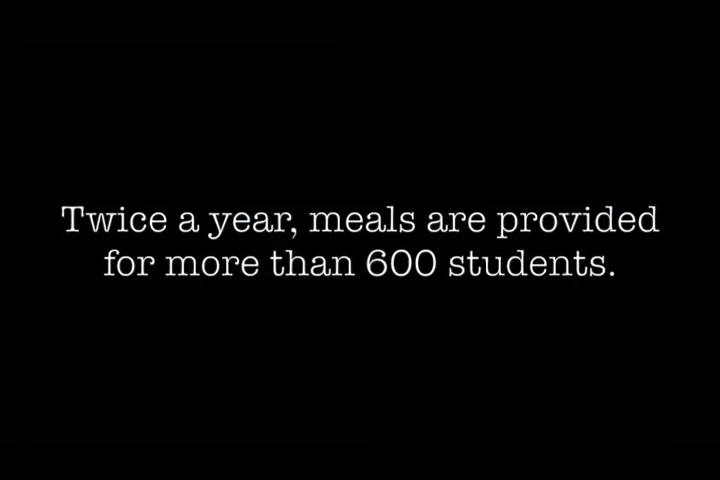 Twice a year, meals are provided
for more than 600 students.